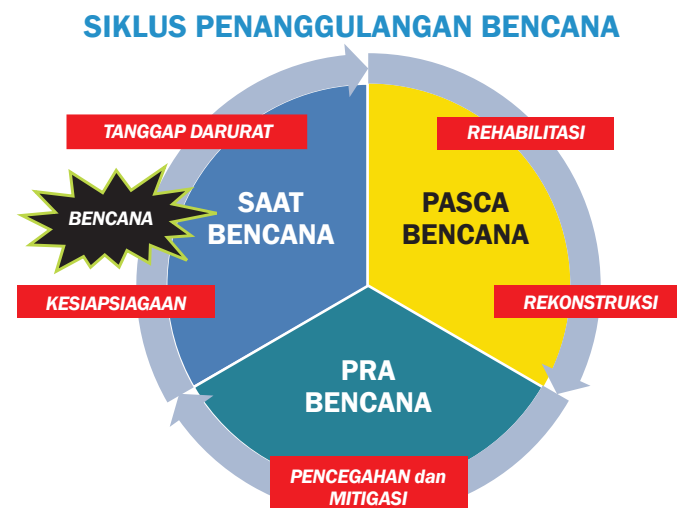 SIKLUS PENANGGULANGAN BENCANA
TANGGAP DARURAT
REHABILITASI
BENCANA
SAAT
BENCANA
PASCA
BENCANA
KESIAPSIAGAAN
REKONSTRUKSI
PRA
BENCANA
PENCEGAHAN dan
MITIGASI